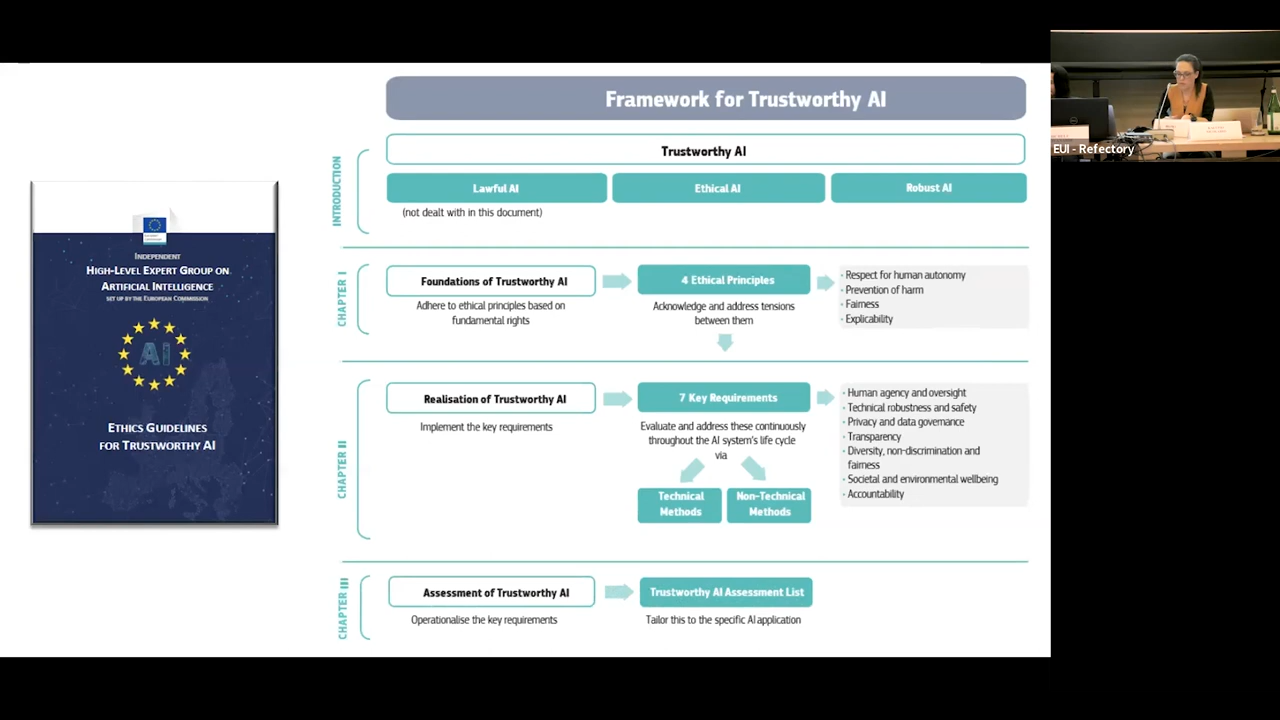 Framework for Trustworthy AI
INTRODUCTION
Trustworthy AI
Lawful AI
Ethical AI
Robust AI
(not dealt with in this document)
CHAPTER I
Foundations of Trustworthy AI
Adhere to ethical principles based on
fundamental rights
4 Ethical Principles
Acknowledge and address tensions
between them
· Respect for human autonomy
· Prevention of harm
· Fairness
· Explicability
CHAPTER II
Realisation of Trustworthy AI
Implement the key requirements
7 Key Requirements
Evaluate and address these continuously
throughout the AI system's life cycle
via
Technical
Methods
Non-Technical
Methods
· Human agency and oversight
· Technical robustness and safety
· Privacy and data governance
· Transparency
· Diversity, non-discrimination and
fairness
· Societal and environmental wellbeing
· Accountability
CHAPTER III
Assessment of Trustworthy AI
Operationalise the key requirements
Trustworthy AI Assessment List
Tailor this to the specific AI application
INDEPENDENT
HIGH-LEVEL EXPERT GROUP ON
ARTIFICIAL INTELLIGENCE
SET UP BY THE EUROPEAN COMMISSION
AI
ETHICS GUIDELINES
FOR TRUSTWORTHY AI
EUI - Refectory